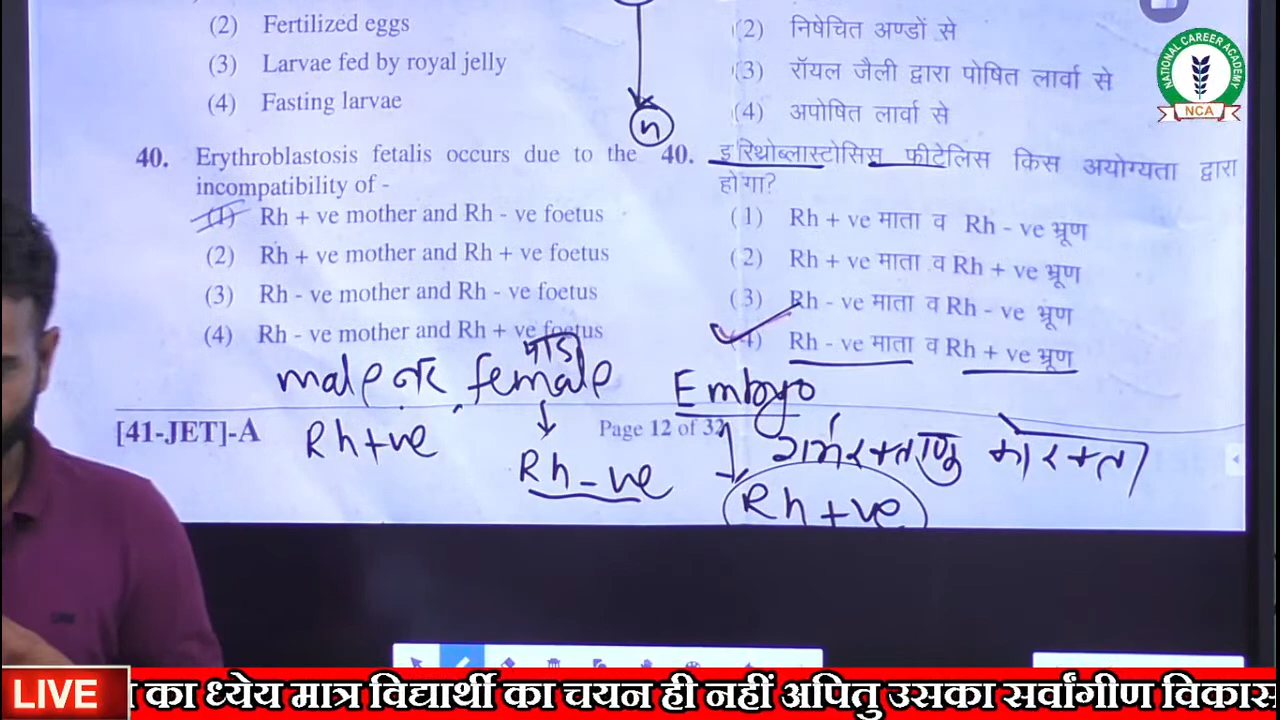 (2) Fertilized eggs
(3) Larvae fed by royal jelly
(4) Fasting larvae
40. Erythroblastosis fetalis occurs due to the
incompatibility of -
(1) Rh + ve mother and Rh - ve foetus
(2) Rh + ve mother and Rh + ve foetus
(3) Rh - ve mother and Rh - ve foetus
(4) Rh - ve mother and Rh + ve foetus
n
(2) निषेचित अण्डों से
(3) रॉयल जैली द्वारा पोषित लार्वा से
(4) अपोषित लार्वा से
40. इरिथोब्लास्टोसिस फीटेलिस किस अयोग्यता द्वारा
होगा?
(1) Rh + ve माता व Rh - ve भ्रूण
(2) Rh + ve माता व Rh + ve भ्रूण
(3) Rh - ve माता व Rh - ve भ्रूण
(4) Rh - ve माता व Rh + ve भ्रूण
male नर female मादा Embryo
Rh+ve
Rh-ve
Rh +ve
[41-JET]-A Page 12 of 32
NATIONAL CAREER ACADEMY
NCA
LIVE
का ध्येय मात्र विद्यार्थी का चयन ही नहीं अपितु उसका सर्वांगीण विकास